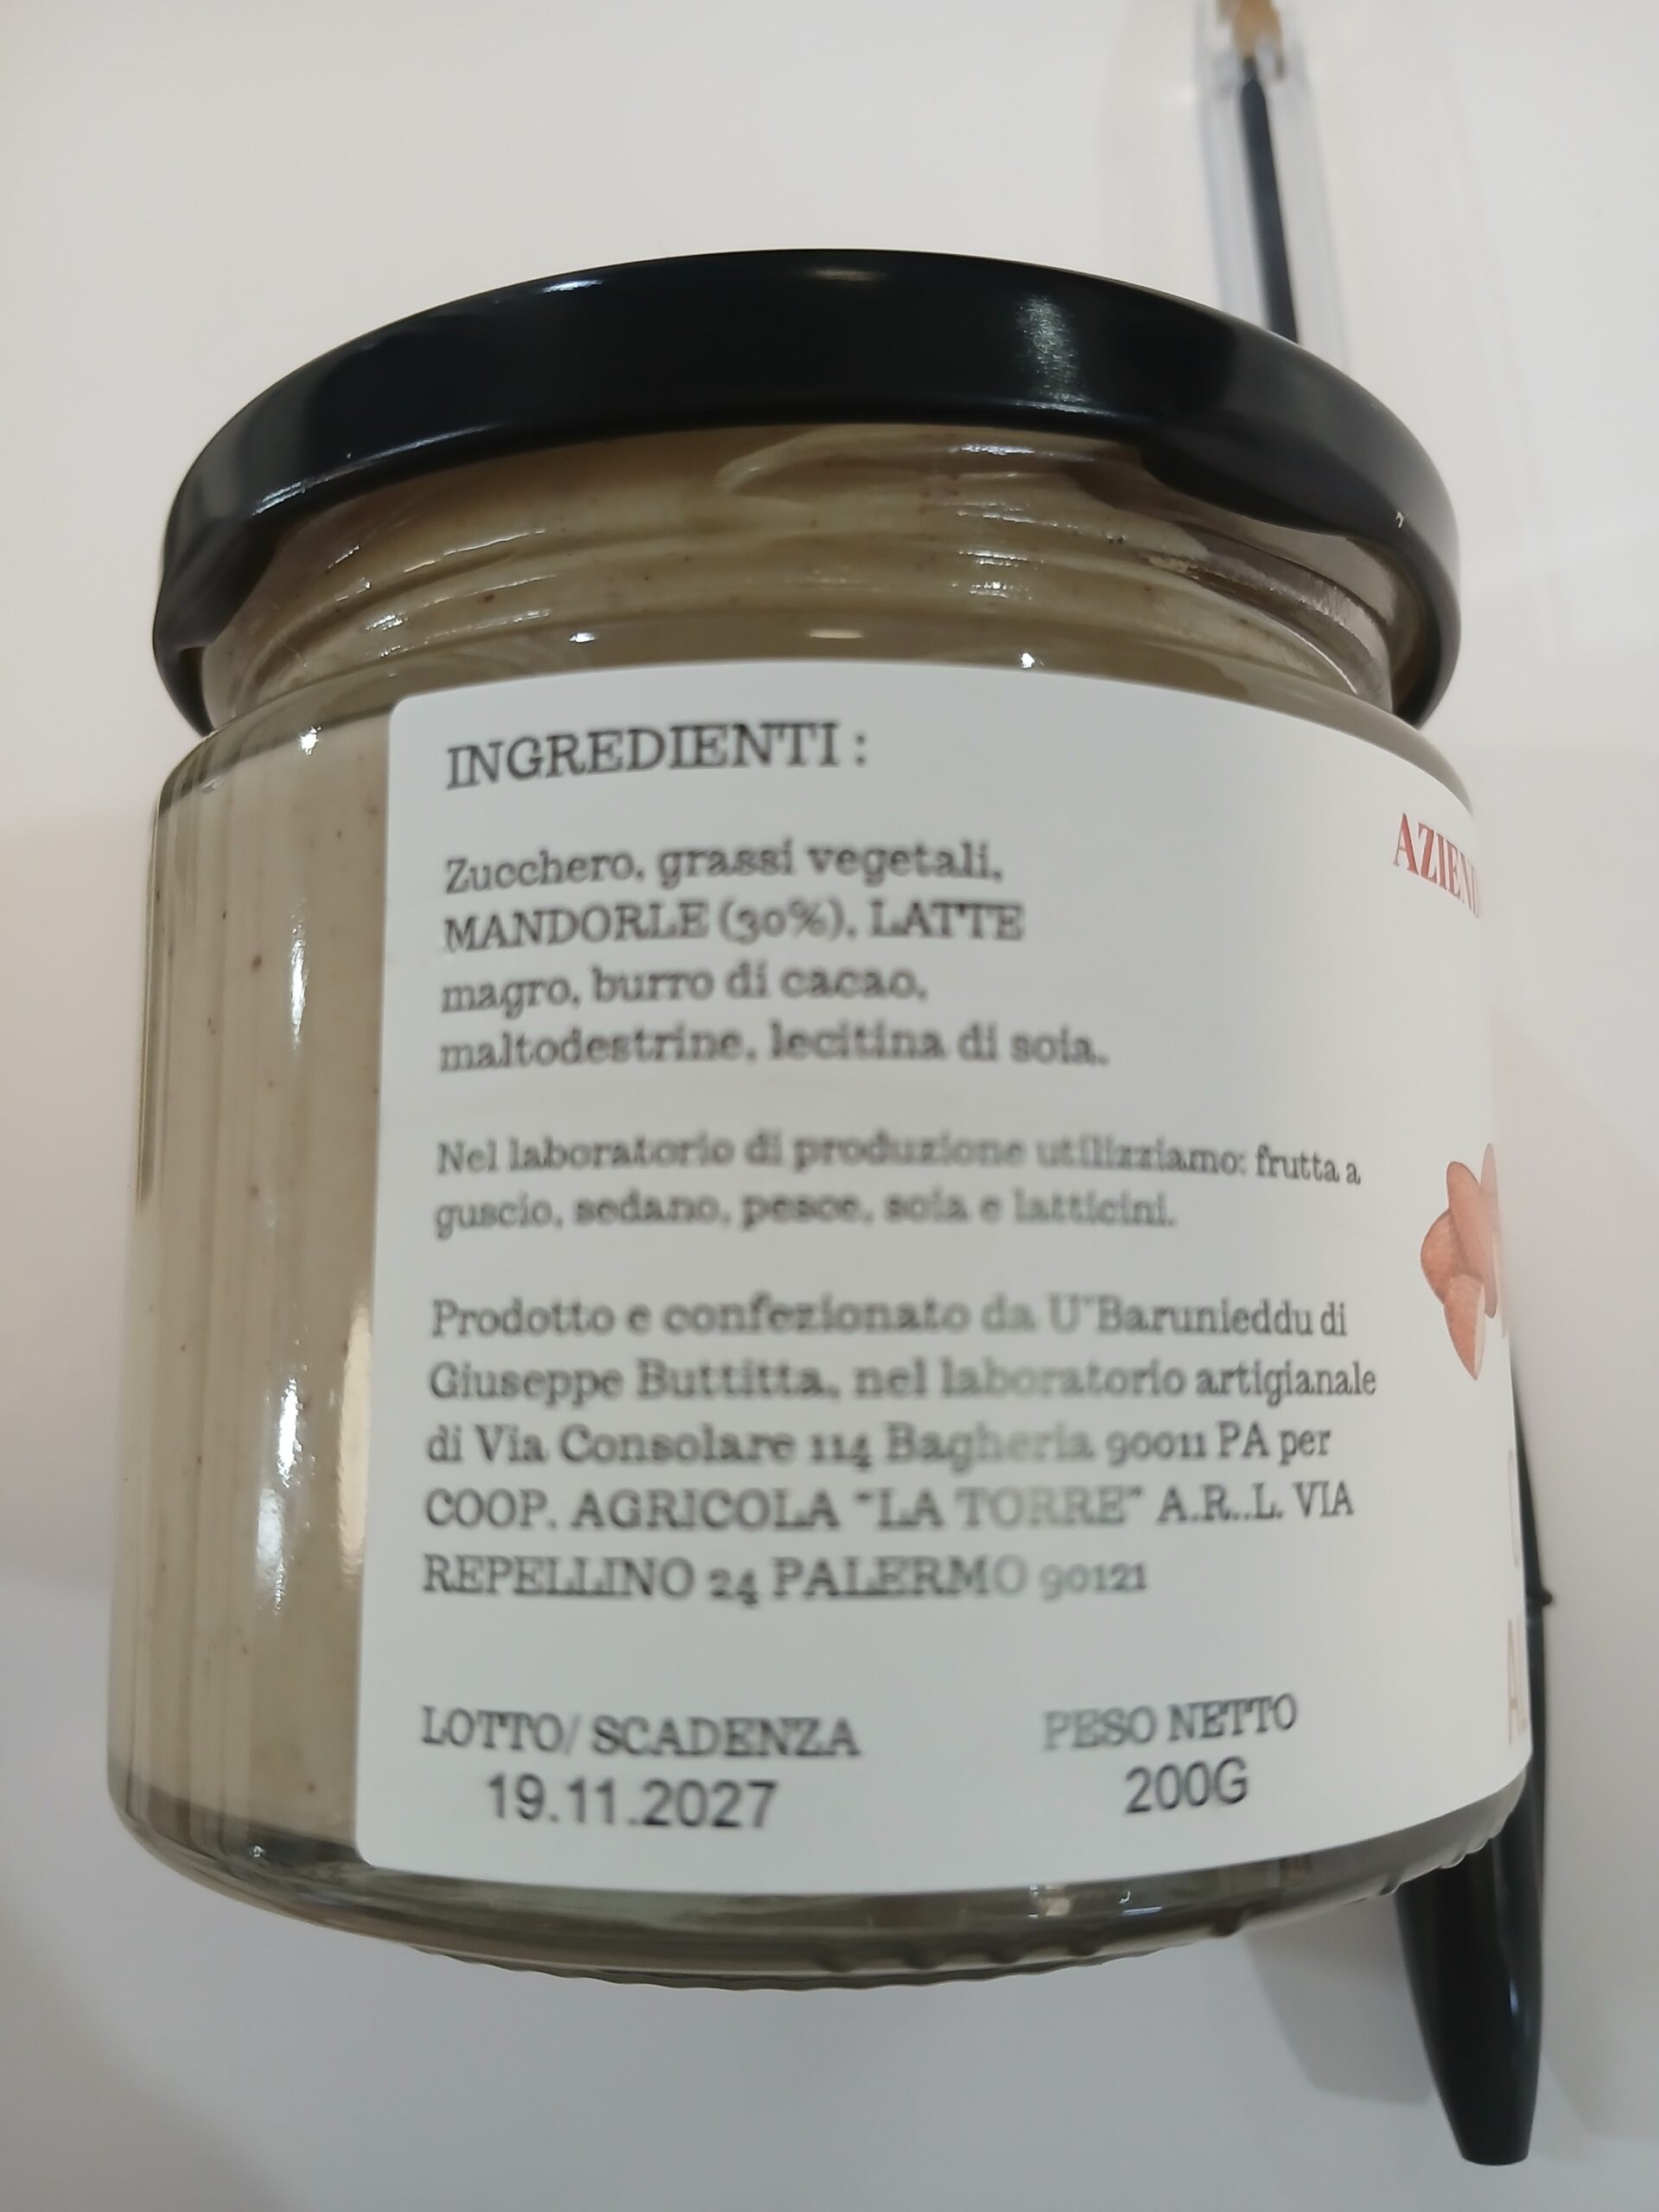 INGREDIENTI :
Zucchero, grassi vegetali,
MANDORLE (30%), LATTE
magro, burro di cacao,
maltodestrine, lecitina di soia.
Nel laboratorio di produzione utilizziamo: frutta a
guscio, sedano, pesce, soia e latticini.
Prodotto e confezionato da U'Barunieddu di
Giuseppe Buttitta, nel laboratorio artigianale
di Via Consolare 114 Bagheria 90011 PA per
COOP. AGRICOLA "LA TORRE" A.R..L. VIA
REPELLINO 24 PALERMO 90121
LOTTO/ SCADENZA
19.11.2027
PESO NETTO
200G
AZIEN